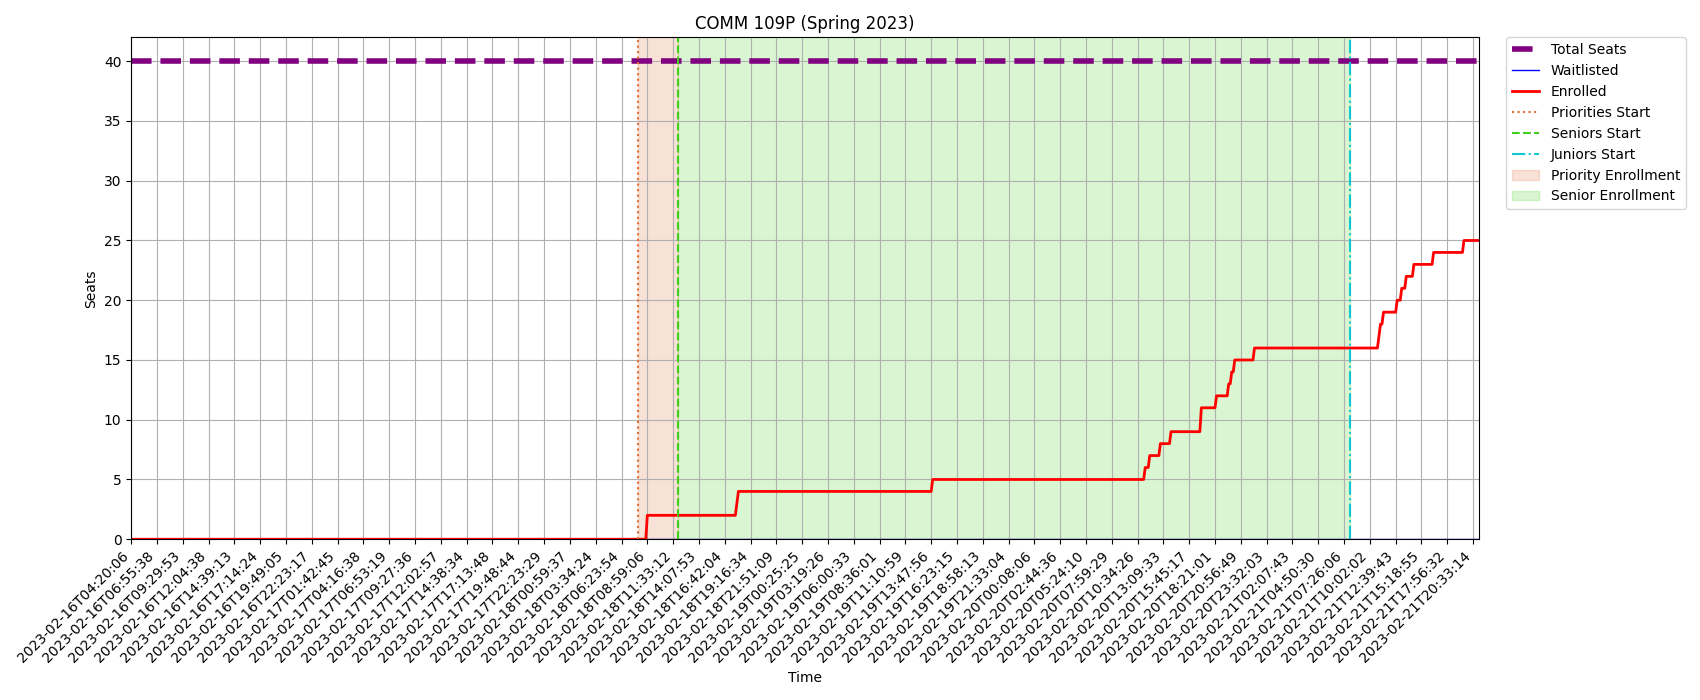 COMM 109P (Spring 2023)
Total Seats
Waitlisted
Enrolled
Priorities Start
Seniors Start
Juniors Start
Priority Enrollment
Senior Enrollment
Seats
40
35
30
25
20
15
10
5
0
2023-02-16T04:20:06
2023-02-16T06:55:38
2023-02-16T09:29:53
2023-02-16T12:04:38
2023-02-16T14:39:13
2023-02-16T17:14:24
2023-02-16T19:49:05
2023-02-16T22:23:17
2023-02-17T01:42:45
2023-02-17T04:16:38
2023-02-17T06:53:19
2023-02-17T09:27:36
2023-02-17T12:02:57
2023-02-17T14:38:34
2023-02-17T17:13:48
2023-02-17T19:48:44
2023-02-17T22:23:29
2023-02-18T00:59:37
2023-02-18T03:34:24
2023-02-18T06:23:54
2023-02-18T08:59:06
2023-02-18T11:33:12
2023-02-18T14:07:53
2023-02-18T16:42:04
2023-02-18T19:16:34
2023-02-18T21:51:09
2023-02-19T00:25:25
2023-02-19T03:19:26
2023-02-19T06:00:33
2023-02-19T08:36:01
2023-02-19T11:10:59
2023-02-19T13:47:56
2023-02-19T16:23:15
2023-02-19T18:58:13
2023-02-19T21:33:04
2023-02-20T00:08:06
2023-02-20T02:44:36
2023-02-20T05:24:10
2023-02-20T07:59:29
2023-02-20T10:34:26
2023-02-20T13:09:33
2023-02-20T15:45:17
2023-02-20T18:21:01
2023-02-20T20:56:49
2023-02-20T23:32:03
2023-02-21T02:07:43
2023-02-21T04:50:30
2023-02-21T07:26:06
2023-02-21T10:02:02
2023-02-21T12:39:43
2023-02-21T15:18:55
2023-02-21T17:56:32
2023-02-21T20:33:14
Time